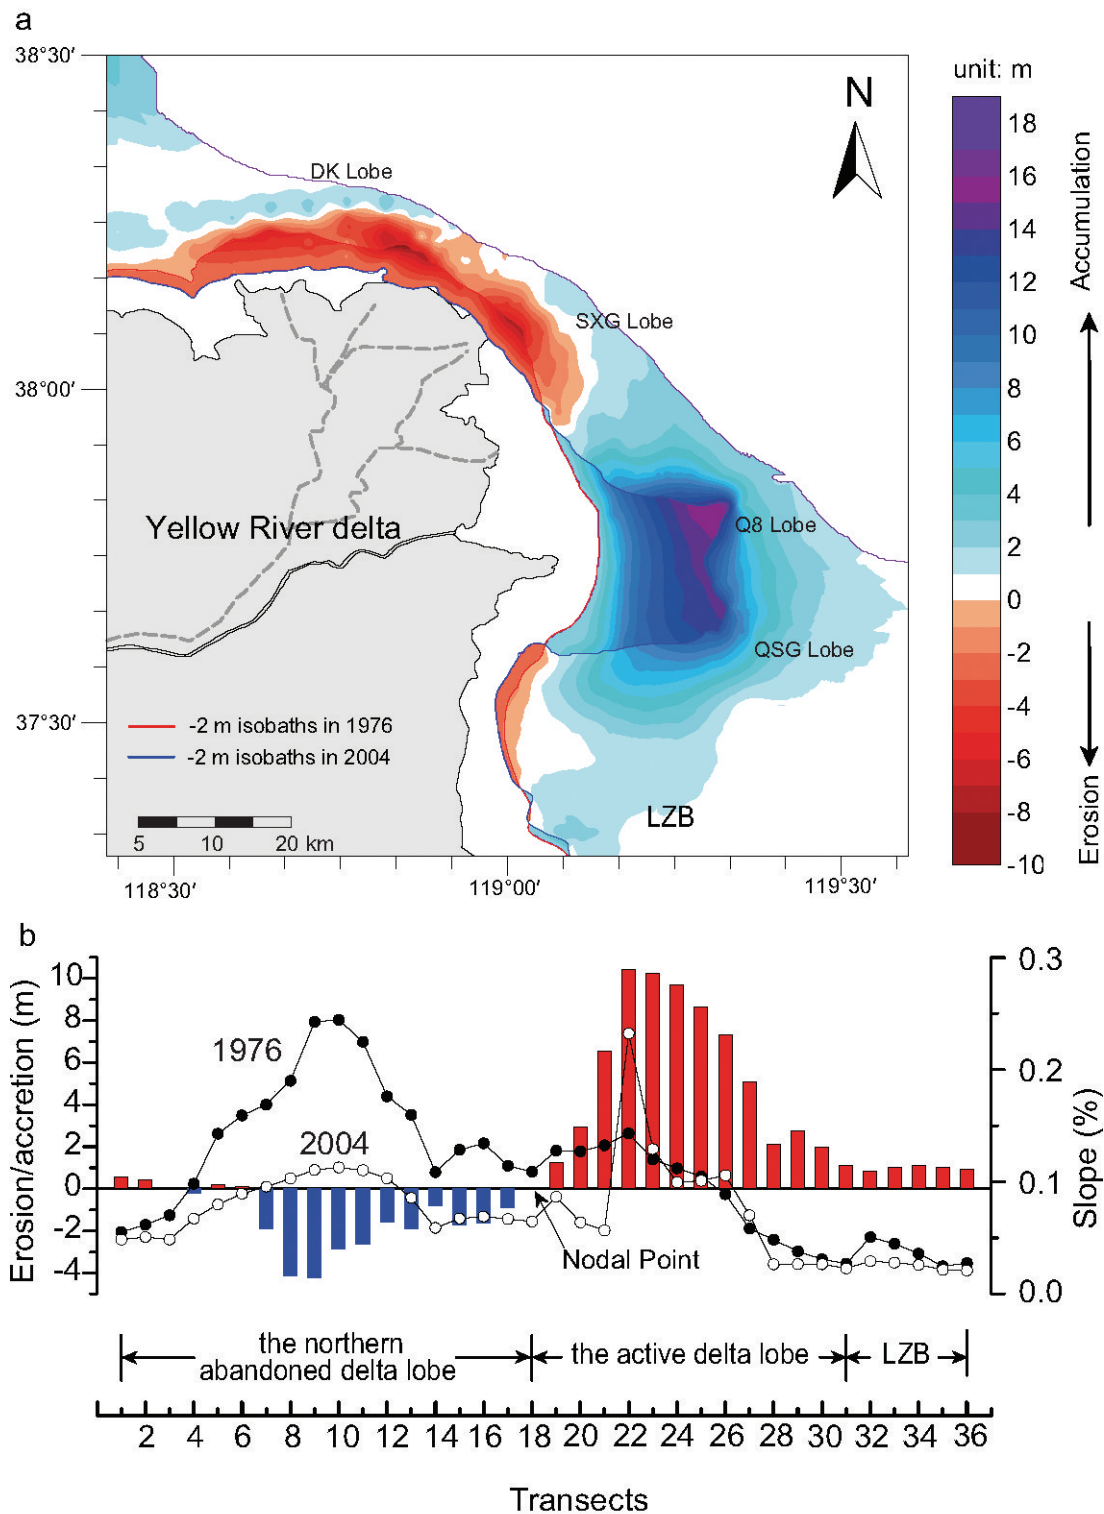 a
38°30′
unit: m
N
18
DK Lobe
16
14
Accumulation
12
SXG Lobe
10
38°00′
8
6
4
Yellow River delta
Q8 Lobe
2
0
QSG Lobe
-2
37°30′
-2 m isobaths in 1976
-4
-2 m isobaths in 2004
-6
LZB
-8
5 10 20 km
Erosion
-10
118°30′ 119°00′ 119°30′
b
10 0.3
8
1976
6
0.2
4
2004
2
0 0.1
-2
Nodal Point
-4 0.0
Erosion/accretion (m)
Slope (%)
the northern
abandoned delta lobe
the active delta lobe
LZB
2 4 6 8 10 12 14 16 18 20 22 24 26 28 30 32 34 36
Transects